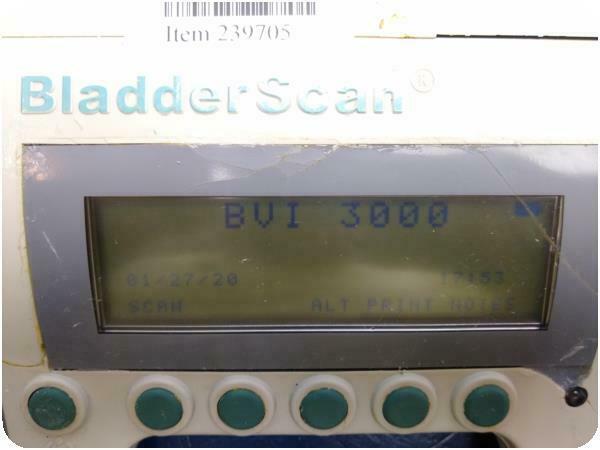 Item 239705
BladderScan®
BVI 3000
01/27/20 17:53
SCAN ALT PRINT NOTES